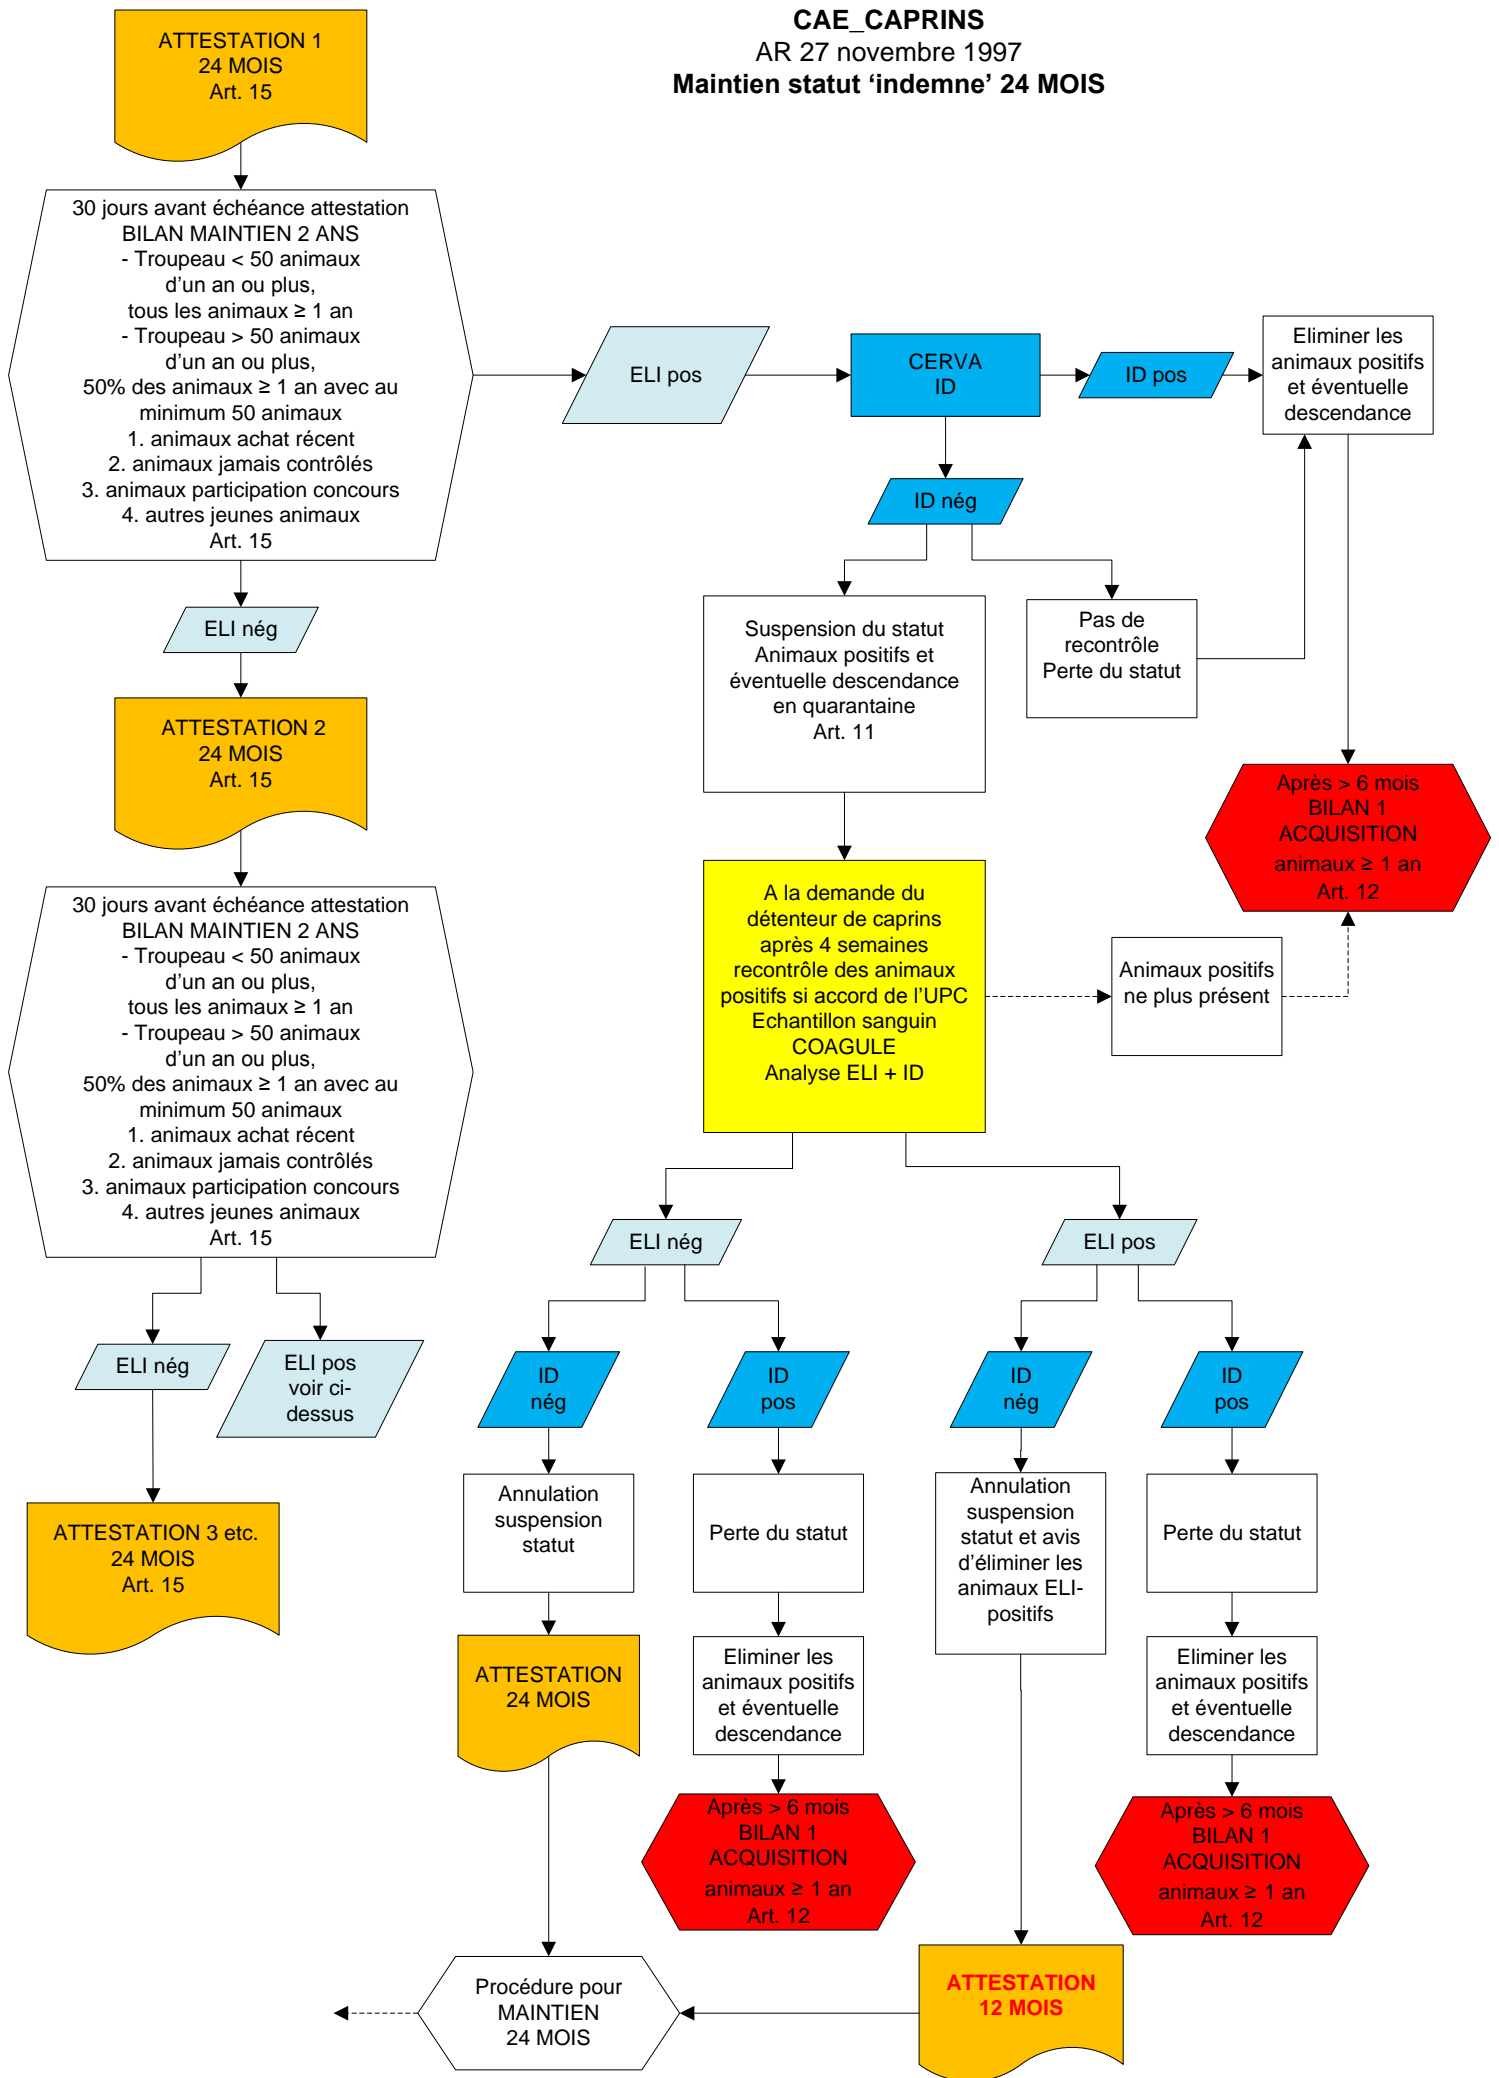 CAE_CAPRINS
AR 27 novembre 1997
Maintien statut ‘indemne’ 24 MOIS
ATTESTATION 1
24 MOIS
Art. 15
30 jours avant échéance attestation
BILAN MAINTIEN 2 ANS
- Troupeau < 50 animaux
d’un an ou plus,
tous les animaux ≥ 1 an
- Troupeau > 50 animaux
d’un an ou plus,
50% des animaux ≥ 1 an avec au
minimum 50 animaux
1. animaux achat récent
2. animaux jamais contrôlés
3. animaux participation concours
4. autres jeunes animaux
Art. 15
ELI pos
CERVA
ID
ID pos
Eliminer les
animaux positifs
et éventuelle
descendance
ID nég
ELI nég
Suspension du statut
Animaux positifs et
éventuelle descendance
en quarantaine
Art. 11
Pas de
recontrôle
Perte du statut
ATTESTATION 2
24 MOIS
Art. 15
Après > 6 mois
BILAN 1
ACQUISITION
animaux ≥ 1 an
Art. 12
30 jours avant échéance attestation
BILAN MAINTIEN 2 ANS
- Troupeau < 50 animaux
d’un an ou plus,
tous les animaux ≥ 1 an
- Troupeau > 50 animaux
d’un an ou plus,
50% des animaux ≥ 1 an avec au
minimum 50 animaux
1. animaux achat récent
2. animaux jamais contrôlés
3. animaux participation concours
4. autres jeunes animaux
Art. 15
A la demande du
détenteur de caprins
après 4 semaines
recontrôle des animaux
positifs si accord de l’UPC
Echantillon sanguin
COAGULE
Analyse ELI + ID
Animaux positifs
ne plus présent
ELI nég
ELI pos
ELI nég
ELI pos
voir ci-
dessus
ID
nég
ID
pos
ID
nég
ID
pos
ATTESTATION 3 etc.
24 MOIS
Art. 15
Annulation
suspension
statut
Perte du statut
Annulation
suspension
statut et avis
d’éliminer les
animaux ELI-
positifs
Perte du statut
ATTESTATION
24 MOIS
Eliminer les
animaux positifs
et éventuelle
descendance
Eliminer les
animaux positifs
et éventuelle
descendance
Après > 6 mois
BILAN 1
ACQUISITION
animaux ≥ 1 an
Art. 12
Après > 6 mois
BILAN 1
ACQUISITION
animaux ≥ 1 an
Art. 12
Procédure pour
MAINTIEN
24 MOIS
ATTESTATION
12 MOIS